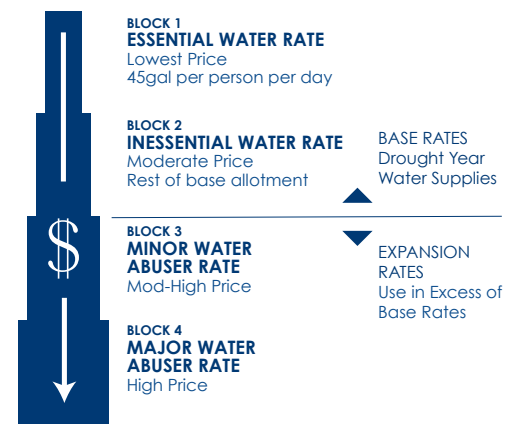 BLOCK 1
ESSENTIAL WATER RATE
Lowest Price
45gal per person per day
BLOCK 2
INESSENTIAL WATER RATE
Moderate Price
Rest of base allotment
BASE RATES
Drought Year
Water Supplies
$
BLOCK 3
MINOR WATER
ABUSER RATE
Mod-High Price
EXPANSION
RATES
Use in Excess of
Base Rates
BLOCK 4
MAJOR WATER
ABUSER RATE
High Price